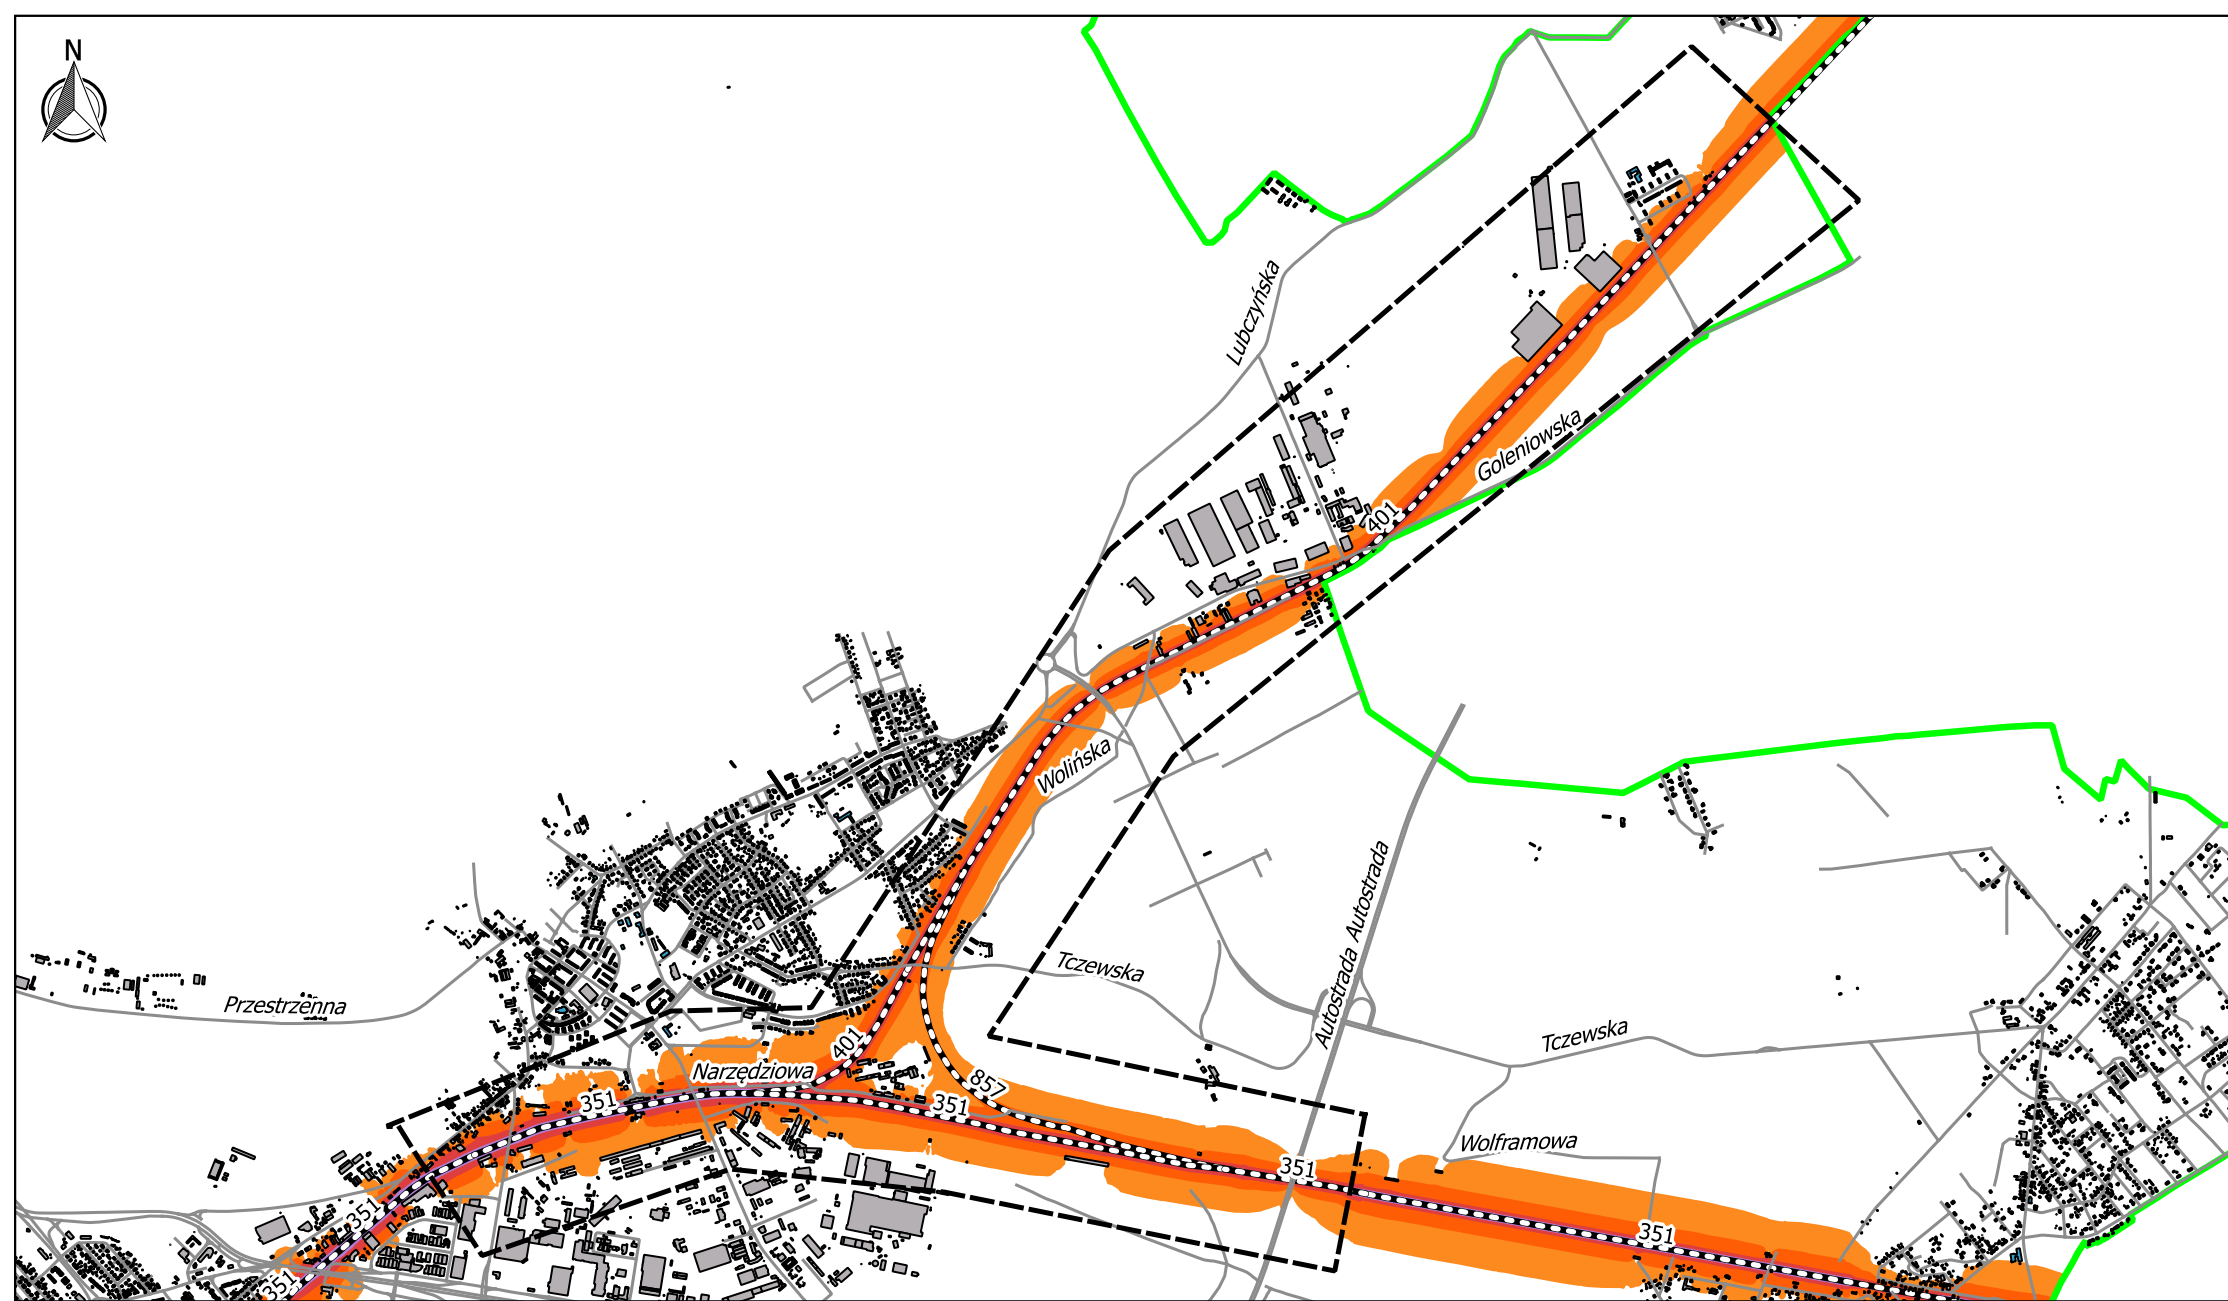 N
Lubczyńska
Goleniowska
401
Wolińska
Autostrada Autostrada
Tczewska
Przestrzenna
Tczewska
401
Narzędziowa
857
351
351
Wolframowa
351
351
351
351